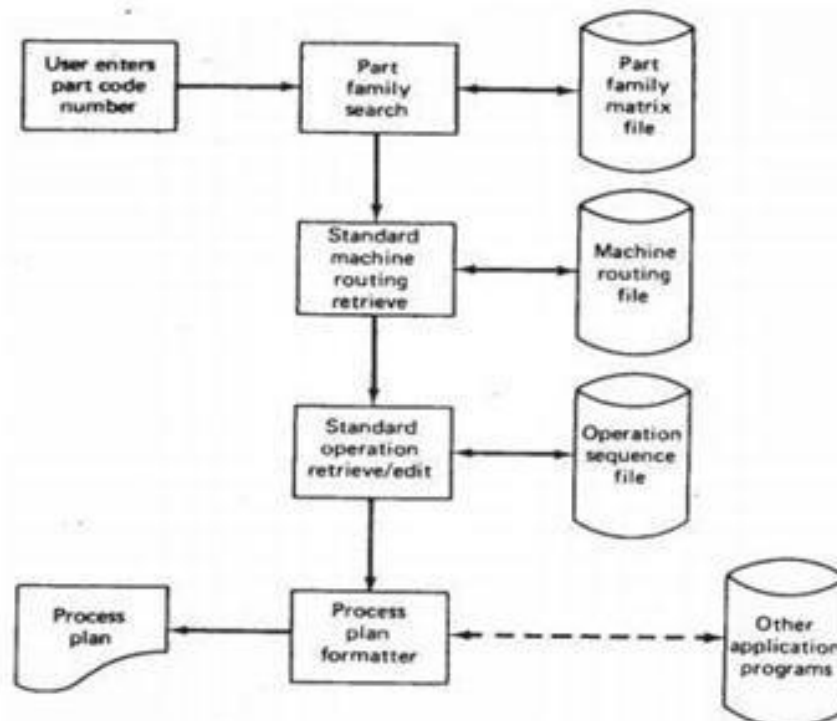 User enters
part code
number
Part
family
search
Part
family
matrix
file
Standard
machine
routing
retrieve
Machine
routing
file
Standard
operation
retrieve/edit
Operation
sequence
file
Process
plan
Process
plan
formatter
Other
application
programs